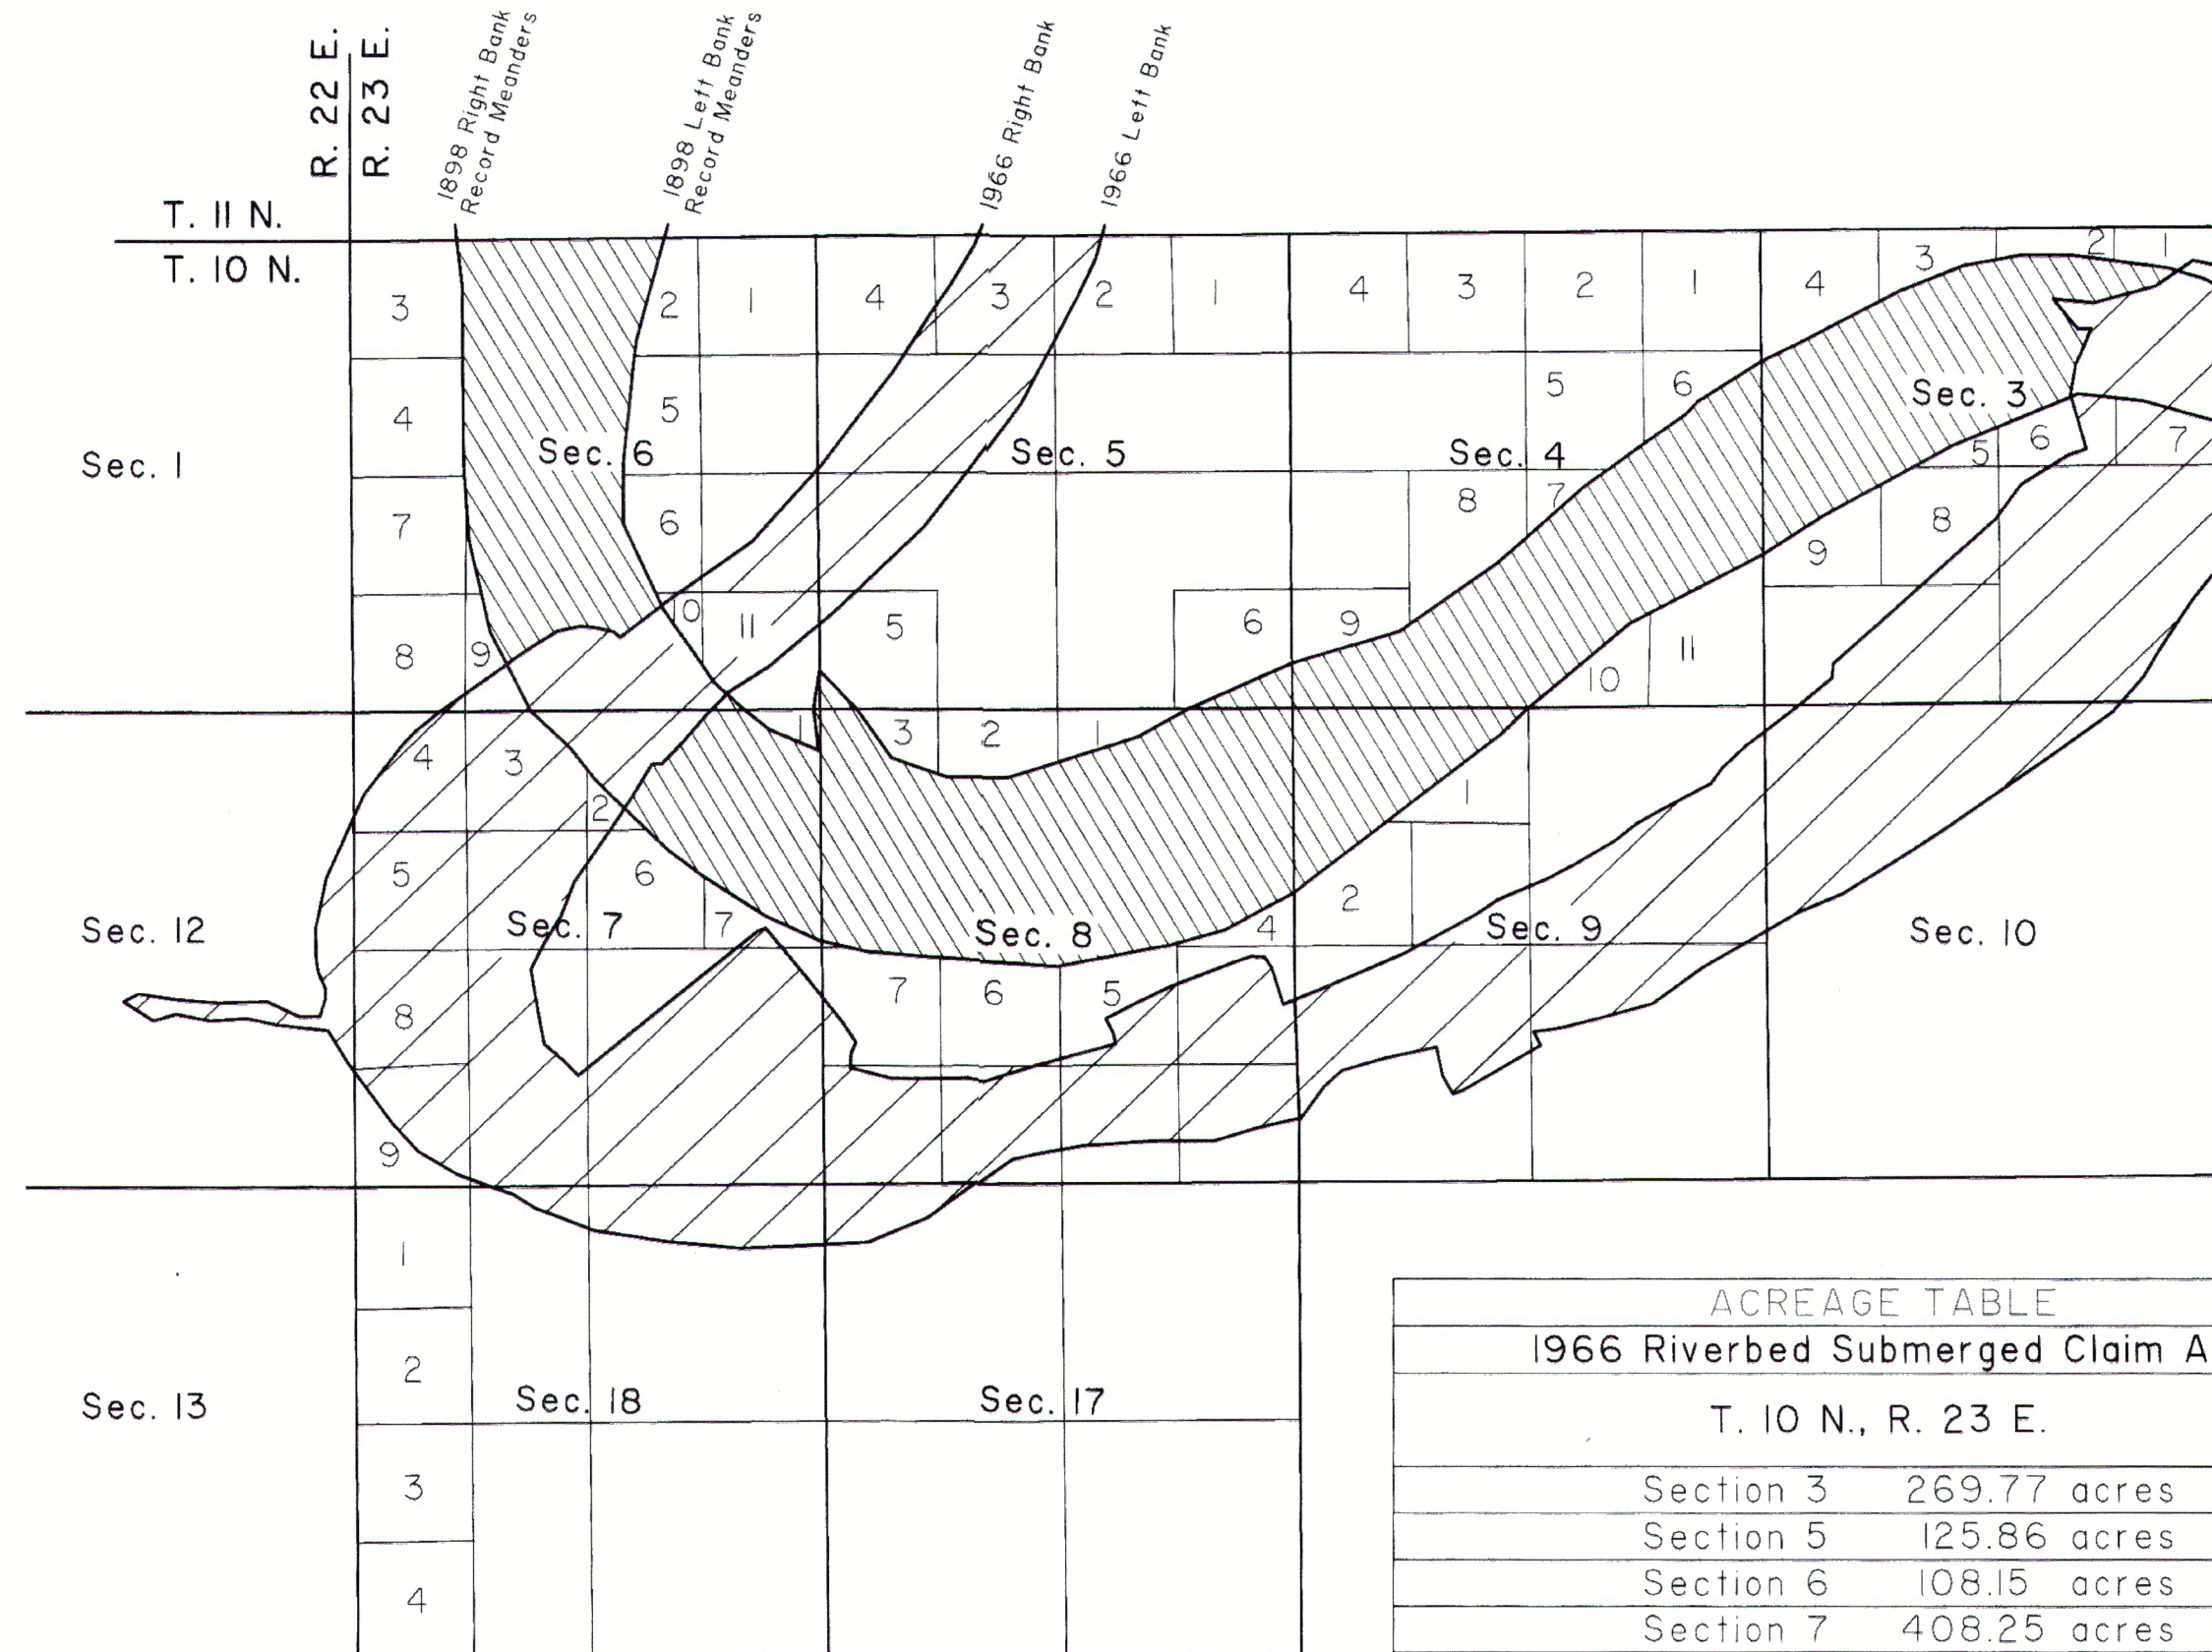 R. 22 E.
R. 23 E.
1898 Right Bank
Record Meanders
1898 Left Bank
Record Meanders
1966 Right Bank
1966 Left Bank
T. 11 N.
T. 10 N.
3 2 1 4 3 2 1 4 3 2 1 4 3 2 1
4 5 5 6 Sec. 3
Sec. 1 Sec. 6 Sec. 5 Sec. 4 5 6 7
7 6 8 7 8 9
8 9 10 11 5 6 9 10 11
4 3 2 1 3 2 1 1
5 6 2
Sec. 12 Sec. 7 7 Sec. 8 4 Sec. 9 Sec. 10
8 7 6 5
9
1
2
Sec. 13 Sec. 18 Sec. 17
3
4
ACREAGE TABLE
1966 Riverbed Submerged Claim A
T. 10 N., R. 23 E.
Section 3 269.77 acres
Section 5 125.86 acres
Section 6 108.15 acres
Section 7 408.25 acres